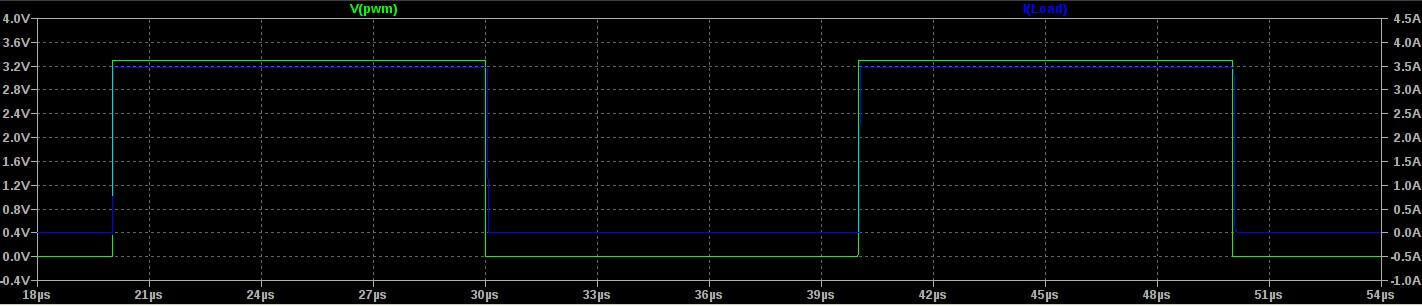 V(pwm) I(Load)
4.0V 4.5A
3.6V 4.0A
3.2V 3.5A
2.8V 3.0A
2.4V 2.5A
2.0V 2.0A
1.6V 1.5A
1.2V 1.0A
0.8V 0.5A
0.4V 0.0A
0.0V -0.5A
-0.4V -1.0A
18µs 21µs 24µs 27µs 30µs 33µs 36µs 39µs 42µs 45µs 48µs 51µs 54µs